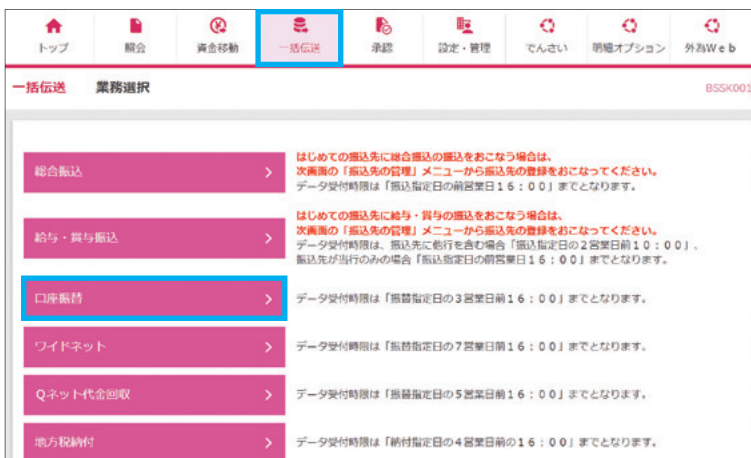 トップ 照会 資金移動 一括伝送 承認 設定・管理 でんさい 明細オプション 外為Web
一括伝送 業務選択 BSSK001
総合振込
はじめての振込先に総合振込の振込をおこなう場合は、
次画面の「振込先の管理」メニューから振込先の登録をおこなってください。
データ受付時限は「振込指定日の前営業日16:00」までとなります。
給与・賞与振込
はじめての振込先に給与・賞与の振込をおこなう場合は、
次画面の「振込先の管理」メニューから振込先の登録をおこなってください。
データ受付時限は、振込先に他行を含む場合「振込指定日の2営業日前10:00」、
振込先が当行のみの場合「振込指定日の前営業日16:00」までとなります。
口座振替 データ受付時限は「振替指定日の3営業日前16:00」までとなります。
ワイドネット データ受付時限は「振替指定日の7営業日前16:00」までとなります。
Qネット代金回収 データ受付時限は「振替指定日の5営業日前16:00」までとなります。
地方税納付 データ受付時限は「納付指定日の4営業日前の16:00」までとなります。